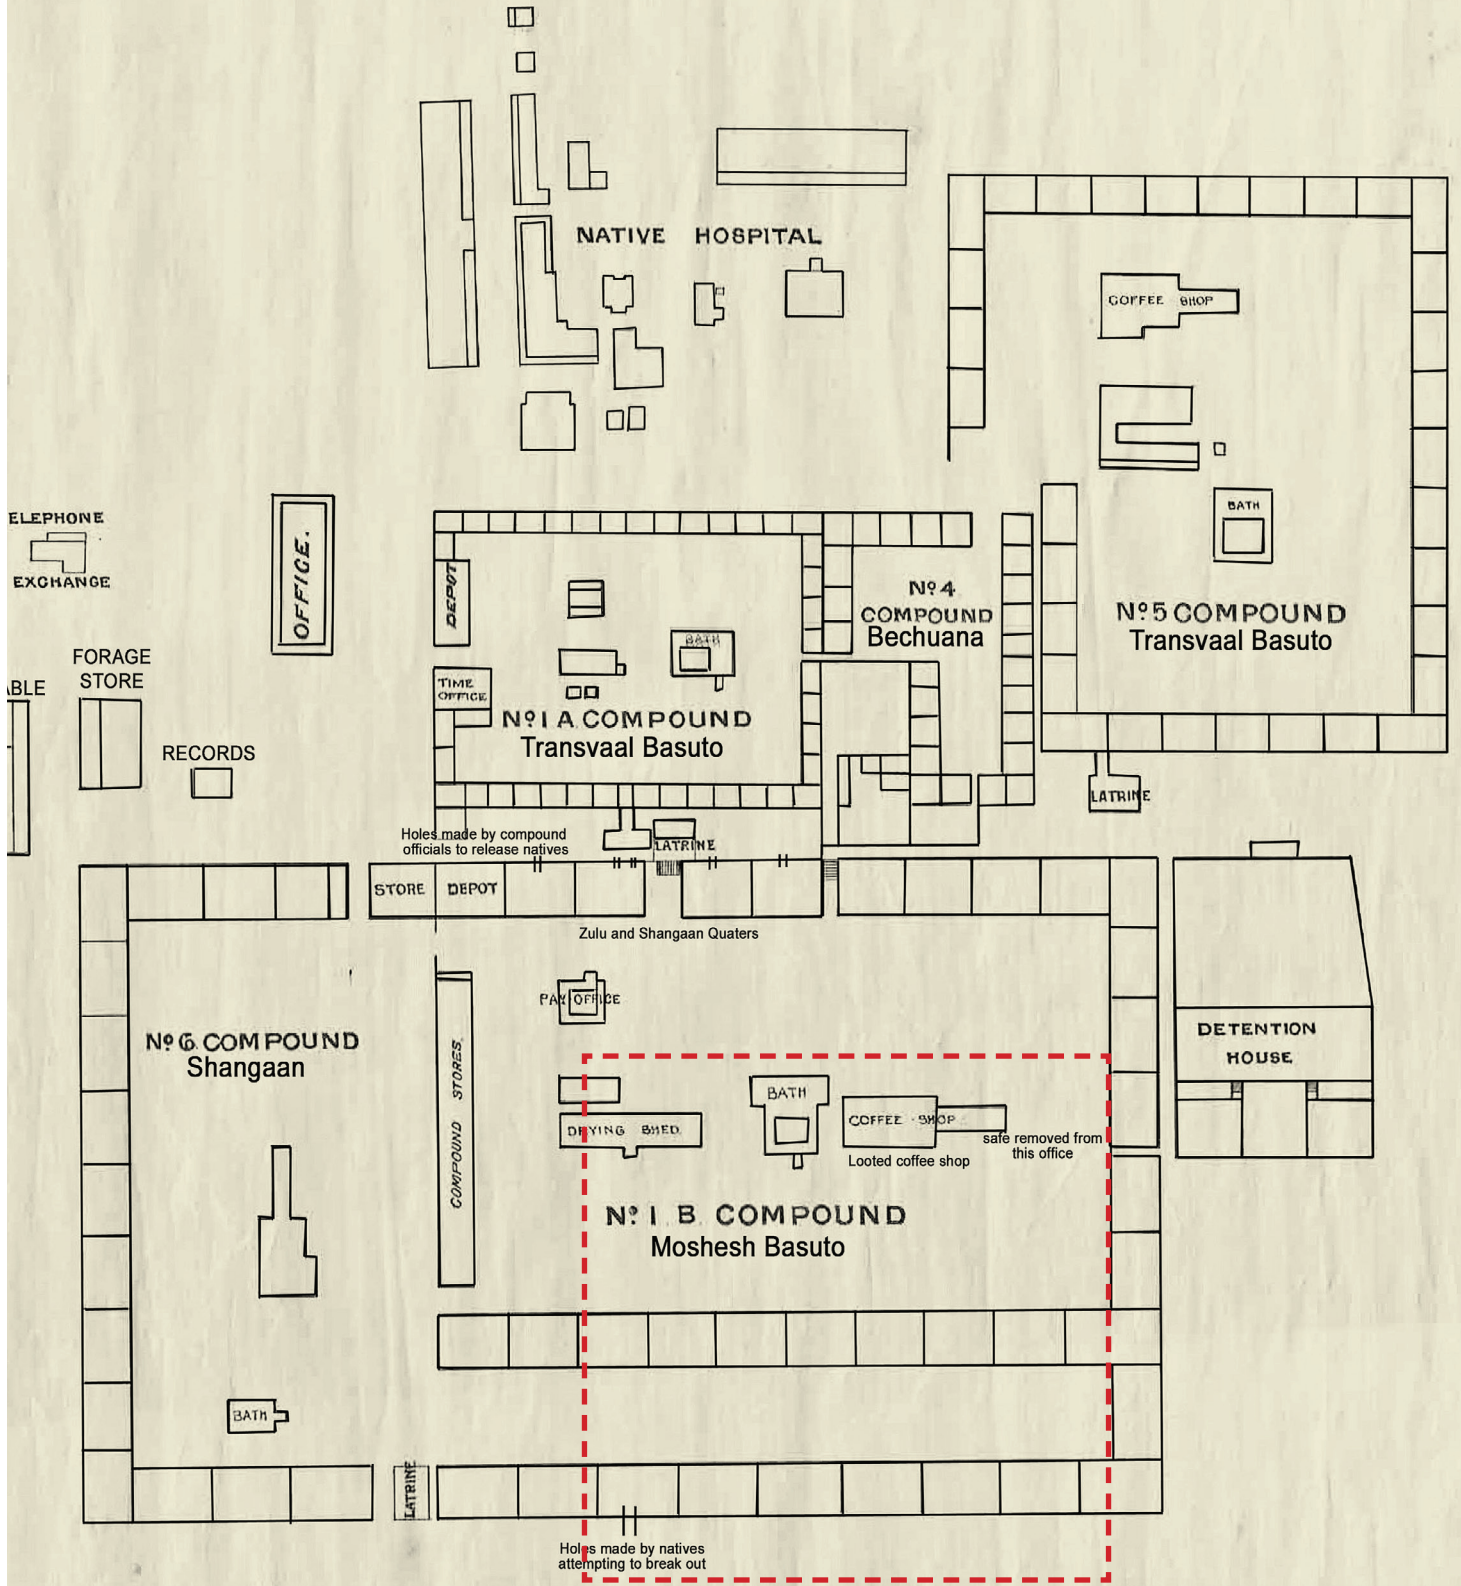 NATIVE HOSPITAL
COFFEE SHOP
BATH
ELEPHONE
EXCHANGE
OFFICE.
DEPOT
BATH
Nº4
COMPOUND
Bechuana
Nº5 COMPOUND
Transvaal Basuto
FORAGE
STORE
ABLE
TIME
OFFICE
Nº1 A COMPOUND
Transvaal Basuto
RECORDS
LATRINE
Holes made by compound
officials to release natives
LATRINE
STORE DEPOT
Zulu and Shangaan Quaters
PAY OFFICE
Nº 6. COMPOUND
Shangaan
COMPOUND STORES.
DETENTION
HOUSE
BATH
DRYING SHED.
COFFEE SHOP
safe removed from
this office
Looted coffee shop
Nº 1. B. COMPOUND
Moshesh Basuto
BATH
LATRINE
Holes made by natives
attempting to break out